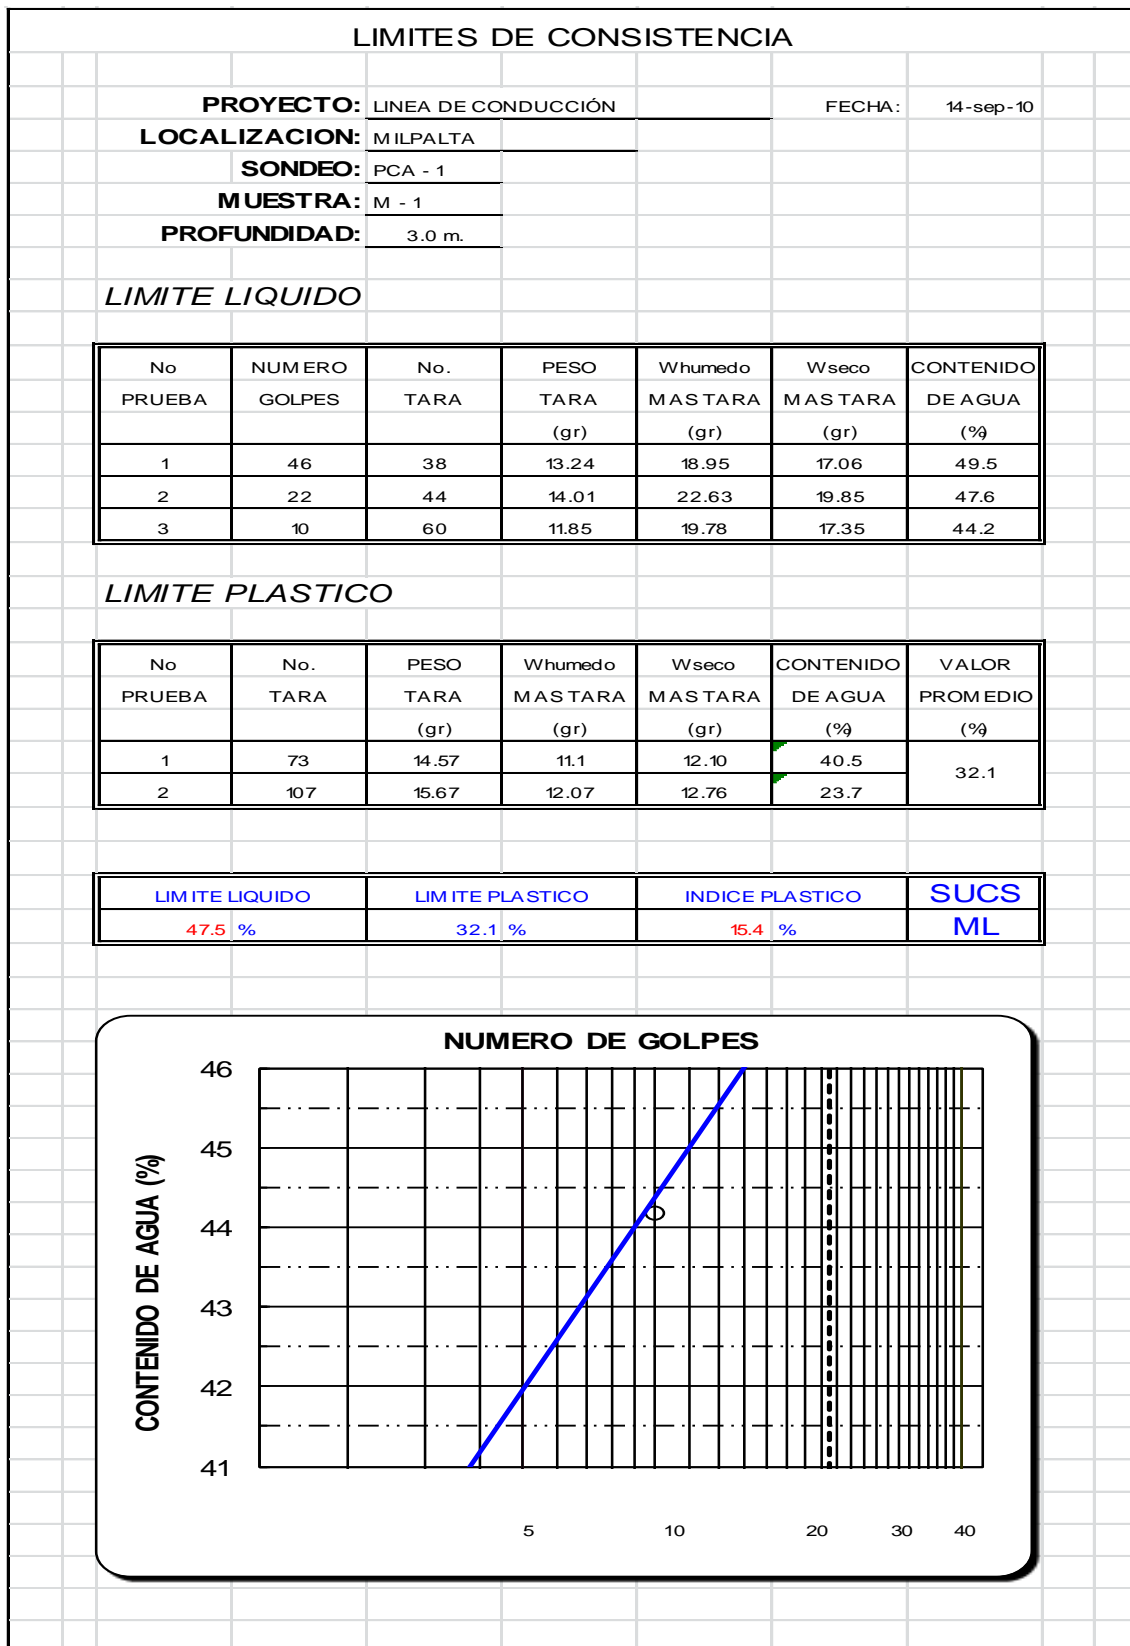 LIMITES DE CONSISTENCIA
PROYECTO: LINEA DE CONDUCCIÓN FECHA: 14-sep-10
LOCALIZACION: MILPALTA
SONDEO: PCA - 1
MUESTRA: M - 1
PROFUNDIDAD: 3.0 m.
LIMITE LIQUIDO
No NUMERO No. PESO Whumedo Wseco CONTENIDO
PRUEBA GOLPES TARA TARA MAS TARA MAS TARA DE AGUA
(gr) (gr) (gr) (%)
1 46 38 13.24 18.95 17.06 49.5
2 22 44 14.01 22.63 19.85 47.6
3 10 60 11.85 19.78 17.35 44.2
LIMITE PLASTICO
No No. PESO Whumedo Wseco CONTENIDO VALOR
PRUEBA TARA TARA MAS TARA MAS TARA DE AGUA PROMEDIO
(gr) (gr) (gr) (%) (%)
1 73 14.57 11.1 12.10 40.5
32.1
2 107 15.67 12.07 12.76 23.7
LIMITE LIQUIDO LIMITE PLASTICO INDICE PLASTICO SUCS
47.5 % 32.1 % 15.4 % ML
NUMERO DE GOLPES
CONTENIDO DE AGUA (%)
46
45
44
43
42
41
5 10 20 30 40